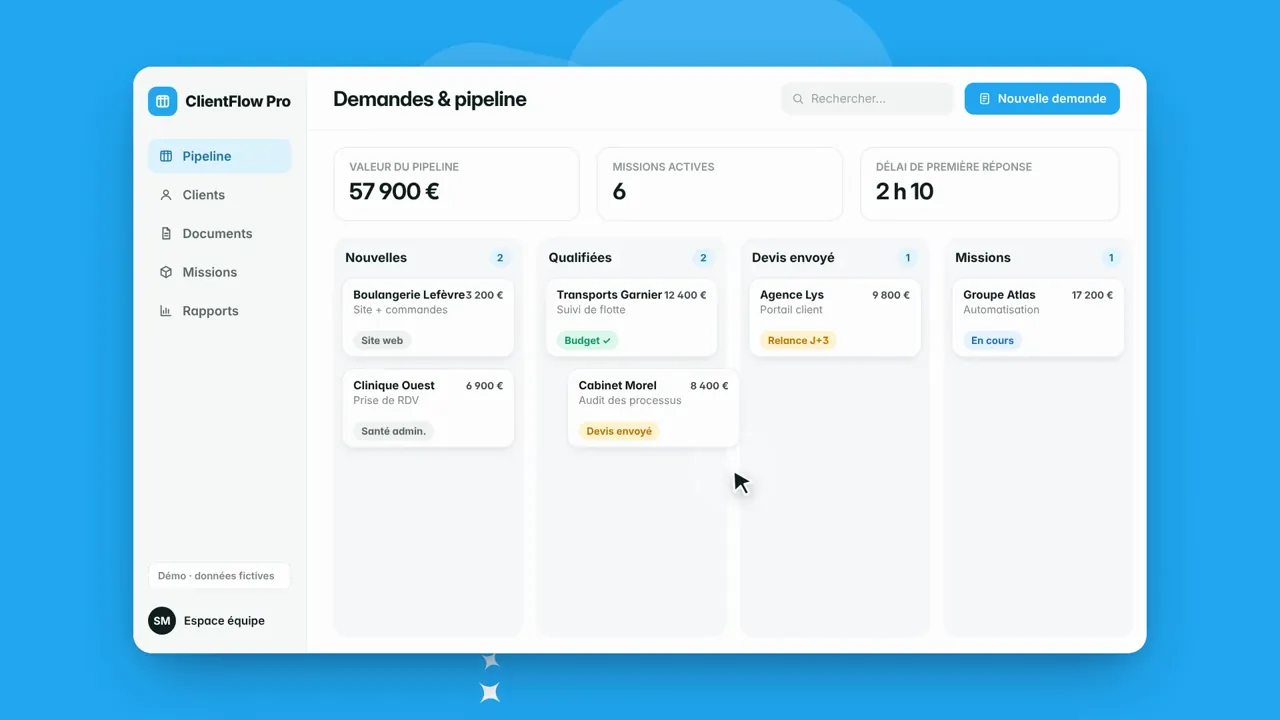 ClientFlow Pro
Pipeline
Clients
Documents
Missions
Rapports
Démo · données fictives
SM
Espace équipe
Demandes & pipeline
Rechercher...
Nouvelle demande
VALEUR DU PIPELINE
57 900 €
MISSIONS ACTIVES
6
DÉLAI DE PREMIÈRE RÉPONSE
2 h 10
Nouvelles 2
Boulangerie Lefèvre 3 200 €
Site + commandes
Site web
Clinique Ouest 6 900 €
Prise de RDV
Santé admin.
Qualifiées 2
Transports Garnier 12 400 €
Suivi de flotte
Budget ✓
Cabinet Morel 8 400 €
Audit des processus
Devis envoyé
Devis envoyé 1
Agence Lys 9 800 €
Portail client
Relance J+3
Missions 1
Groupe Atlas 17 200 €
Automatisation
En cours